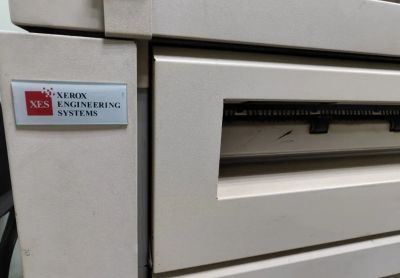 XES
XEROX
ENGINEERING
SYSTEMS